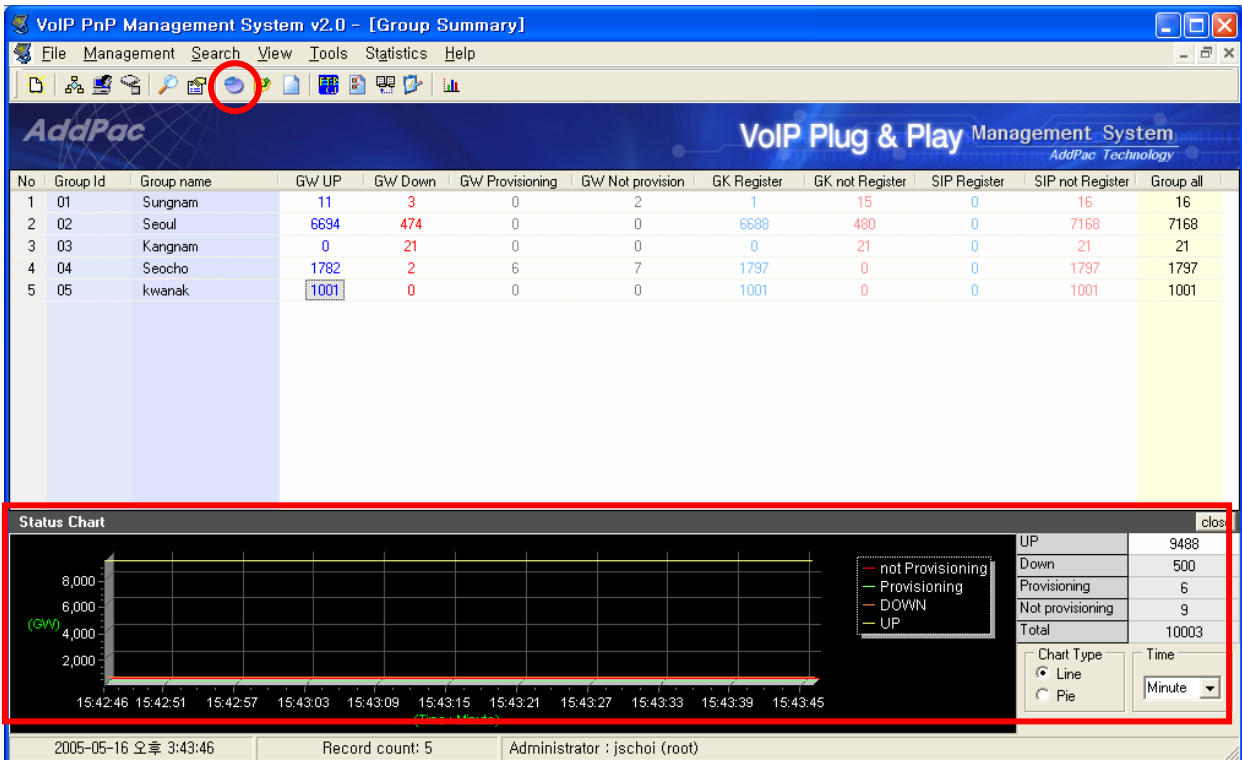 VoIP PnP Management System v2.0 - [Group Summary]
File Management Search View Tools Statistics Help
AddPac
VoIP Plug & Play Management System
AddPac Technology
No Group Id Group name GW UP GW Down GW Provisioning GW Not provision GK Register GK not Register SIP Register SIP not Register Group all
1 01 Sungnam 11 3 0 2 1 15 0 16 16
2 02 Seoul 6694 474 0 0 6688 480 0 7168 7168
3 03 Kangnam 0 21 0 0 0 21 0 21 21
4 04 Seocho 1782 2 6 7 1797 0 0 1797 1797
5 05 kwanak 1001 0 0 0 1001 0 0 1001 1001
Status Chart
close
8,000
6,000
(GW)
4,000
2,000
15:42:46 15:42:51 15:42:57 15:43:03 15:43:09 15:43:15 15:43:21 15:43:27 15:43:33 15:43:39 15:43:45
(Time : Minute)
not Provisioning
Provisioning
DOWN
UP
UP 9488
Down 500
Provisioning 6
Not provisioning 9
Total 10003
Chart Type
Line
Pie
Time
Minute
2005-05-16 오후 3:43:46
Record count: 5
Administrator : jschoi (root)